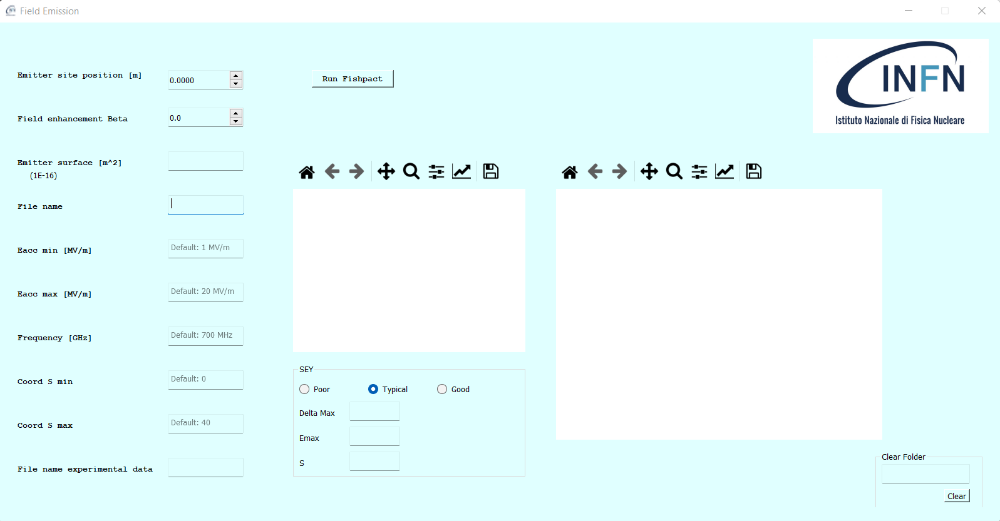 Field Emission
Emitter site position [m]
0.0000
Run Fishpact
INFN
Istituto Nazionale di Fisica Nucleare
Field enhancement Beta
0.0
Emitter surface [m^2]
(1E-16)
File name
Eacc min [MV/m]
Default: 1 MV/m
Eacc max [MV/m]
Default: 20 MV/m
Frequency [GHz]
Default: 700 MHz
Coord S min
Default: 0
Coord S max
Default: 40
File name experimental data
SEY
Poor
Typical
Good
Delta Max
Emax
S
Clear Folder
Clear